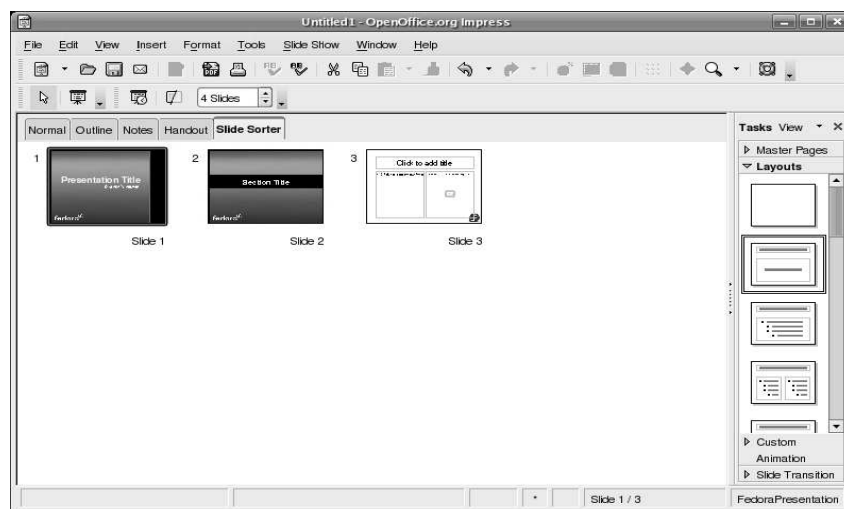 Untitled1 - OpenOffice.org Impress
File Edit View Insert Format Tools Slide Show Window Help
4 Slides
Normal Outline Notes Handout Slide Sorter
Tasks View
Master Pages
Layouts
1
Presentation Title
fedora
Slide 1
2
Section Title
fedora
Slide 2
3
Click to add title
Slide 3
Custom
Animation
Slide Transition
Slide 1 / 3
FedoraPresentation